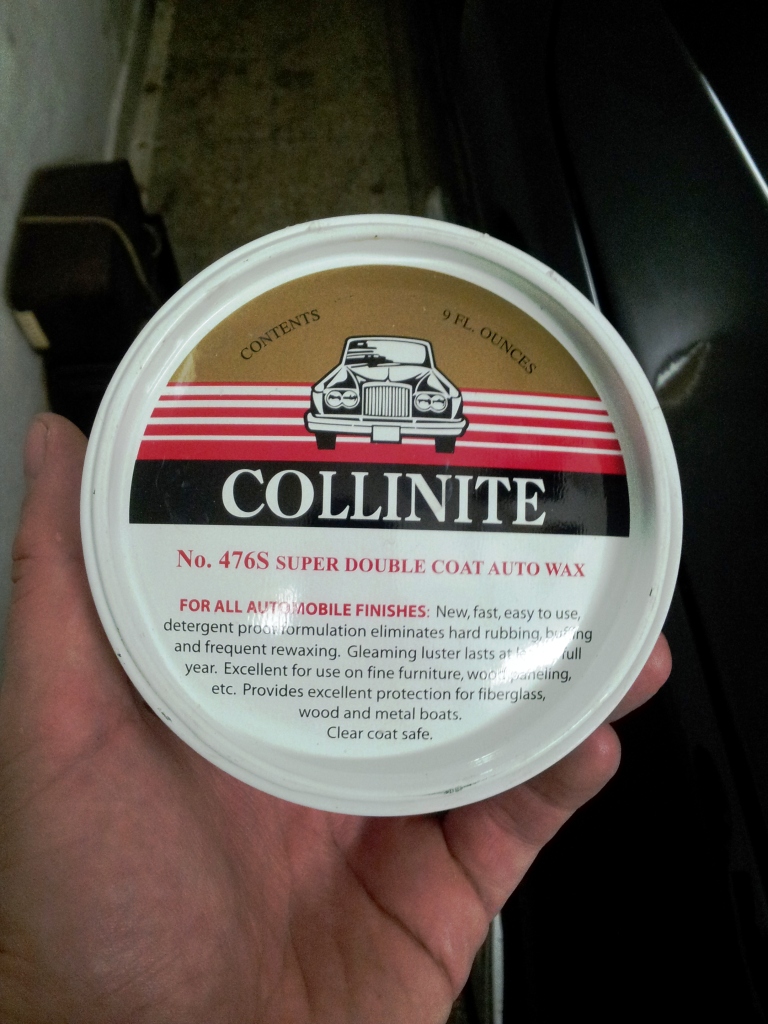 CONTENTS 9 FL. OUNCES
COLLINITE
No. 476S SUPER DOUBLE COAT AUTO WAX
FOR ALL AUTOMOBILE FINISHES: New, fast, easy to use,
detergent proof formulation eliminates hard rubbing, buffing
and frequent rewaxing. Gleaming luster lasts at full
year. Excellent for use on fine furniture, wood paneling,
etc. Provides excellent protection for fiberglass,
wood and metal boats.
Clear coat safe.